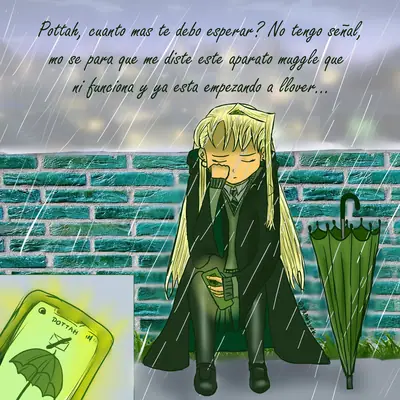 Pottah, cuanto mas te debo esperar? No tengo señal,
mo se para que me diste este aparato muggle que
ni funciona y ya esta empezando a llover...
POTTAH